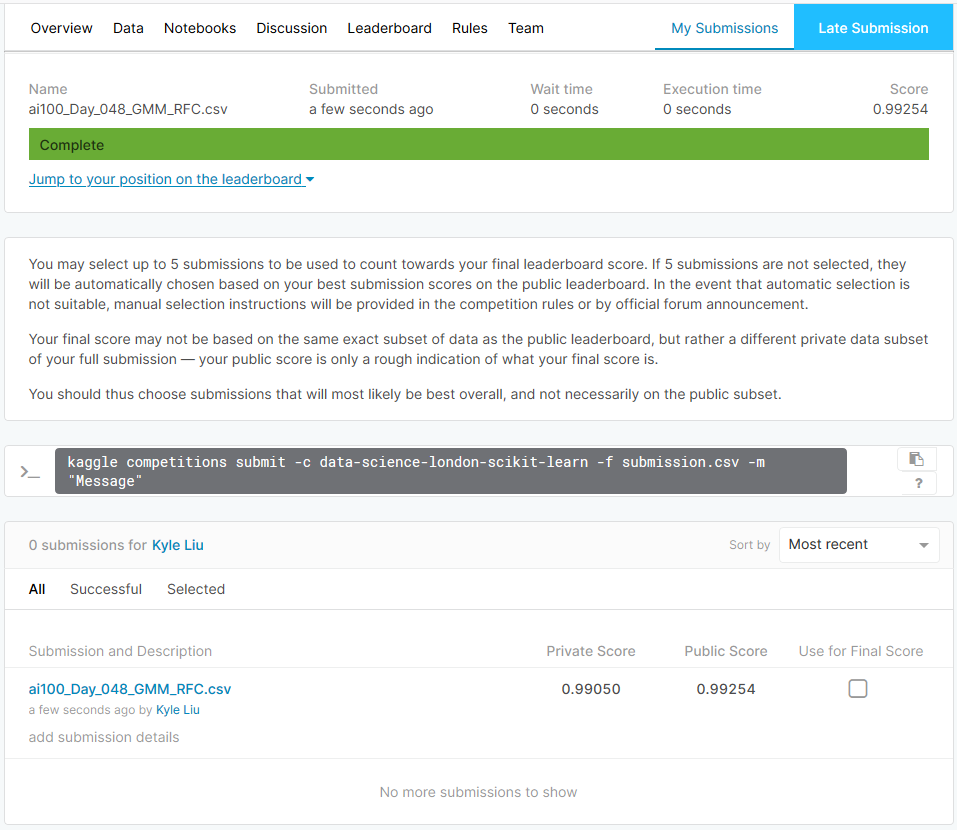 Overview Data Notebooks Discussion Leaderboard Rules Team My Submissions Late Submission
Name Submitted Wait time Execution time Score
ai100_Day_048_GMM_RFC.csv a few seconds ago 0 seconds 0 seconds 0.99254
Complete
Jump to your position on the leaderboard
You may select up to 5 submissions to be used to count towards your final leaderboard score. If 5 submissions are not selected, they
will be automatically chosen based on your best submission scores on the public leaderboard. In the event that automatic selection is
not suitable, manual selection instructions will be provided in the competition rules or by official forum announcement.
Your final score may not be based on the same exact subset of data as the public leaderboard, but rather a different private data subset
of your full submission — your public score is only a rough indication of what your final score is.
You should thus choose submissions that will most likely be best overall, and not necessarily on the public subset.
>_ kaggle competitions submit -c data-science-london-scikit-learn -f submission.csv -m
"Message"
?
0 submissions for Kyle Liu Sort by Most recent
All Successful Selected
Submission and Description Private Score Public Score Use for Final Score
ai100_Day_048_GMM_RFC.csv 0.99050 0.99254
a few seconds ago by Kyle Liu
add submission details
No more submissions to show